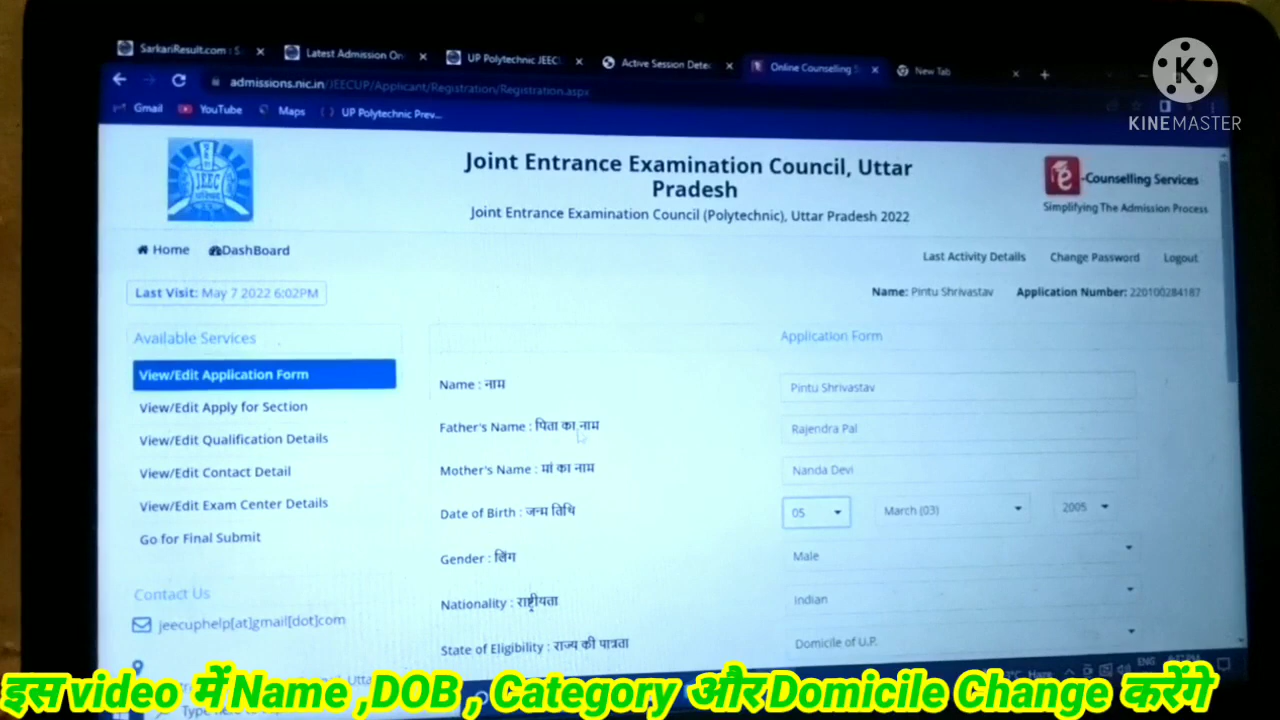 SarkariResult.com : S
Latest Admission On
UP Polytechnic JEEC
Active Session Dete
Online Counselling S
New Tab
admissions.nic.in/JEECUP/Applicant/Registration/Registration.aspx
Gmail
YouTube
Maps
UP Polytechnic Prev...
K
KINEMASTER
JEEC
Joint Entrance Examination Council, Uttar
Pradesh
Joint Entrance Examination Council (Polytechnic), Uttar Pradesh 2022
e-Counselling Services
Simplifying The Admission Process
Home
DashBoard
Last Activity Details
Change Password
Logout
Last Visit: May 7 2022 6:02PM
Name: Pintu Shrivastav
Application Number: 220100284187
Available Services
View/Edit Application Form
View/Edit Apply for Section
View/Edit Qualification Details
View/Edit Contact Detail
View/Edit Exam Center Details
Go for Final Submit
Contact Us
jeecuphelp[at]gmail[dot]com
Application Form
Name : नाम
Pintu Shrivastav
Father's Name : पिता का नाम
Rajendra Pal
Mother's Name : मां का नाम
Nanda Devi
Date of Birth : जन्म तिथि
05
March (03)
2005
Gender : लिंग
Male
Nationality : राष्ट्रीयता
Indian
State of Eligibility : राज्य की पात्रता
Domicile of U.P.
ENG
इस video में Name ,DOB , Category और Domicile Change करेंगे